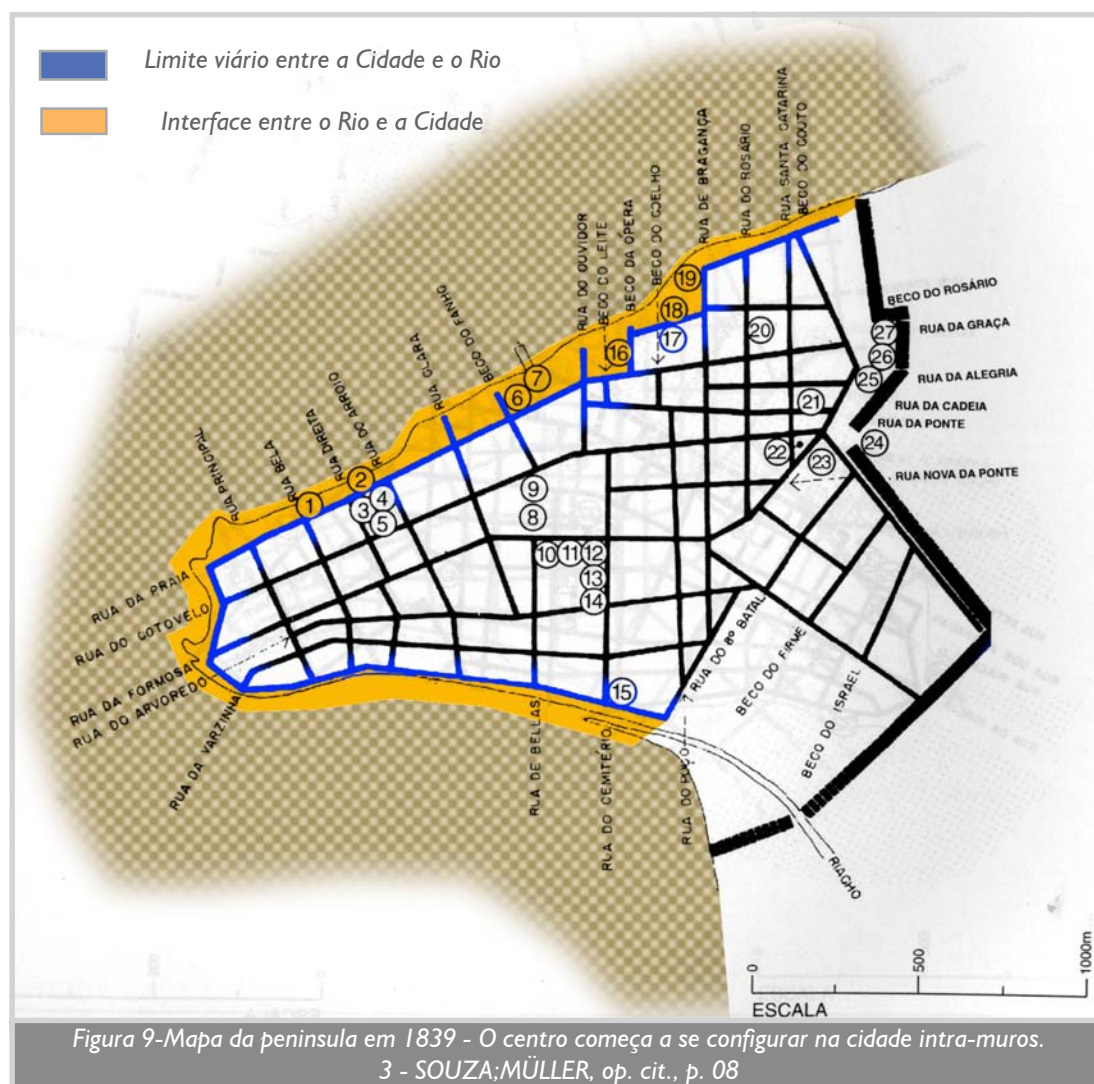 Limite viário entre a Cidade e o Rio
Interface entre o Rio e a Cidade
RUA SANTA CATARINA
BECO DO COUTO
RUA DO ROSÁRIO
RUA DE BRAGANÇA
BECO DO COELHO
BECO DA ÓPERA
BECO DO LEITE
RUA DO OUVIDOR
BECO DO FANHO
RUA CLARA
RUA DO ARROIO
RUA DIREITA
RUA BELA
RUA PRINCIPAL
RUA DA PRAIA
RUA DO COTOVELO
RUA DA FORMOSA
RUA DO ARVOREDO
RUA DA VARZINHA
RUA DE BELLAS
RUA DO CEMITÉRIO
RUA DO POÇO
RUA DO 8º BATAL
BECO DO FIRME
BECO DO ISRAEL
RIACHO
BECO DO ROSÁRIO
RUA DA GRAÇA
RUA DA ALEGRIA
RUA DA CADEIA
RUA DA PONTE
RUA NOVA DA PONTE
1
2
3
4
5
6
7
8
9
10
11
12
13
14
15
16
17
18
19
20
21
22
23
24
25
26
27
0
500
1000m
ESCALA
Figura 9-Mapa da peninsula em 1839 - O centro começa a se configurar na cidade intra-muros.
3 - SOUZA;MÜLLER, op. cit., p. 08